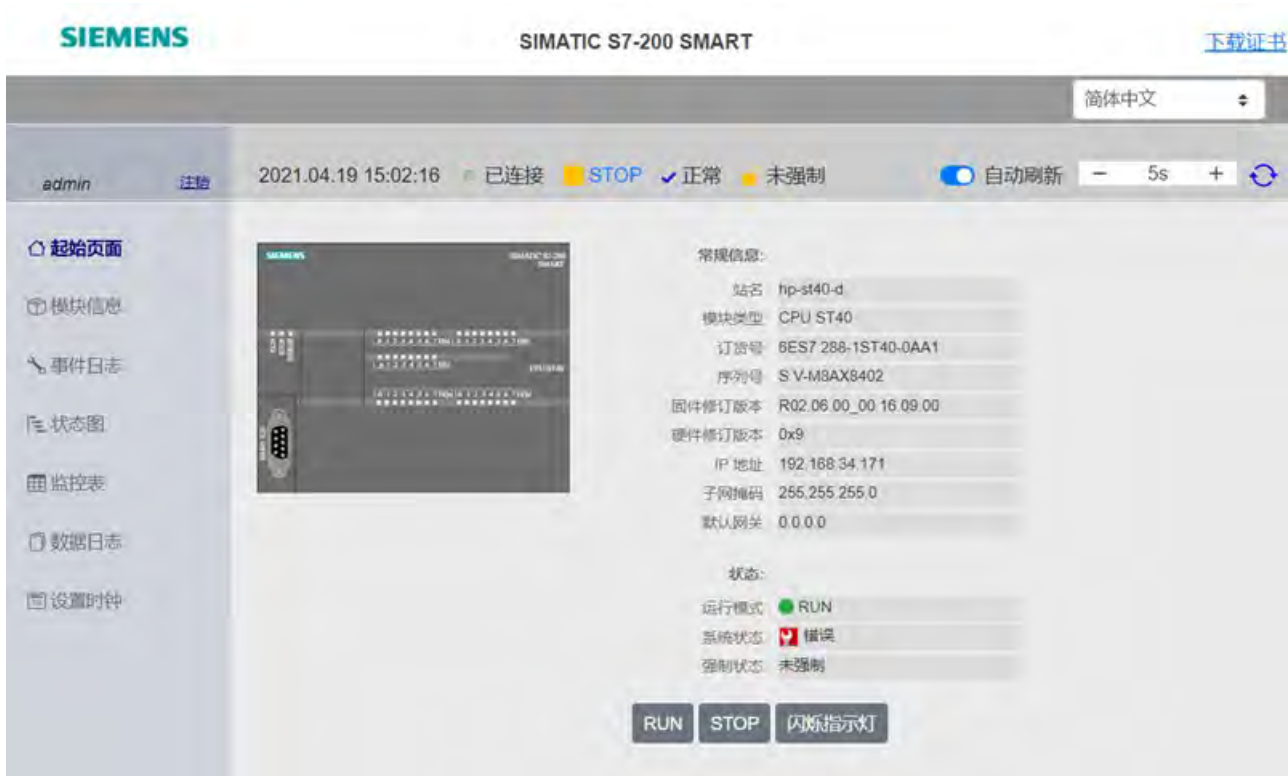 SIEMENS
SIMATIC S7-200 SMART
下载证书
简体中文
admin 注销
2021.04.19 15:02:16 已连接 STOP 正常 未强制 自动刷新 − 5s +
起始页面
模块信息
事件日志
状态图
监控表
数据日志
设置时钟
SIEMENS
SIMATIC S7-200
SMART
常规信息:
站名 hp-st40-d
模块类型 CPU ST40
订货号 6ES7 288-1ST40-0AA1
序列号 S V-M8AX8402
固件修订版本 R02.06.00_00.16.09.00
硬件修订版本 0x9
IP 地址 192.168.34.171
子网掩码 255.255.255.0
默认网关 0.0.0.0
状态:
运行模式 RUN
系统状态 错误
强制状态 未强制
RUN STOP 闪烁指示灯